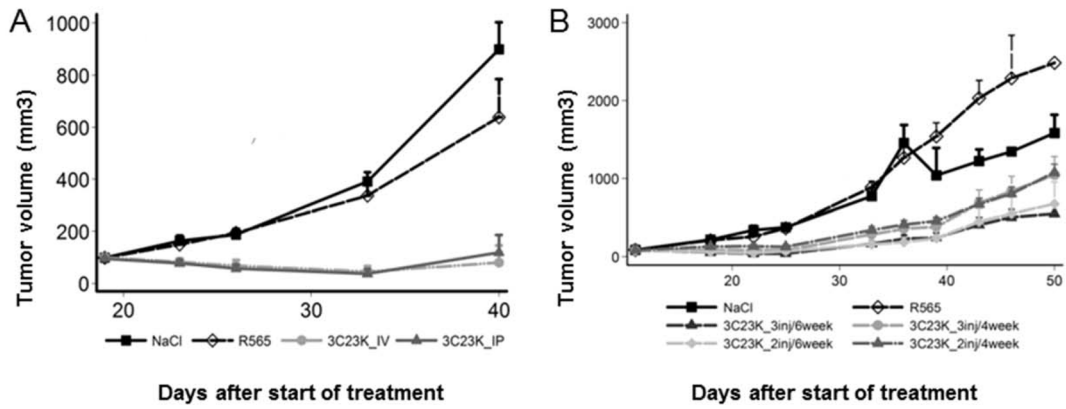 A
Tumor volume (mm3)
1000
800
600
400
200
0
20
30
40
NaCl R565 3C23K_IV 3C23K_IP
Days after start of treatment
B
Tumor volume (mm3)
3000
2000
1000
0
20
30
40
50
NaCl R565
3C23K_3inj/6week 3C23K_3inj/4week
3C23K_2inj/6week 3C23K_2inj/4week
Days after start of treatment